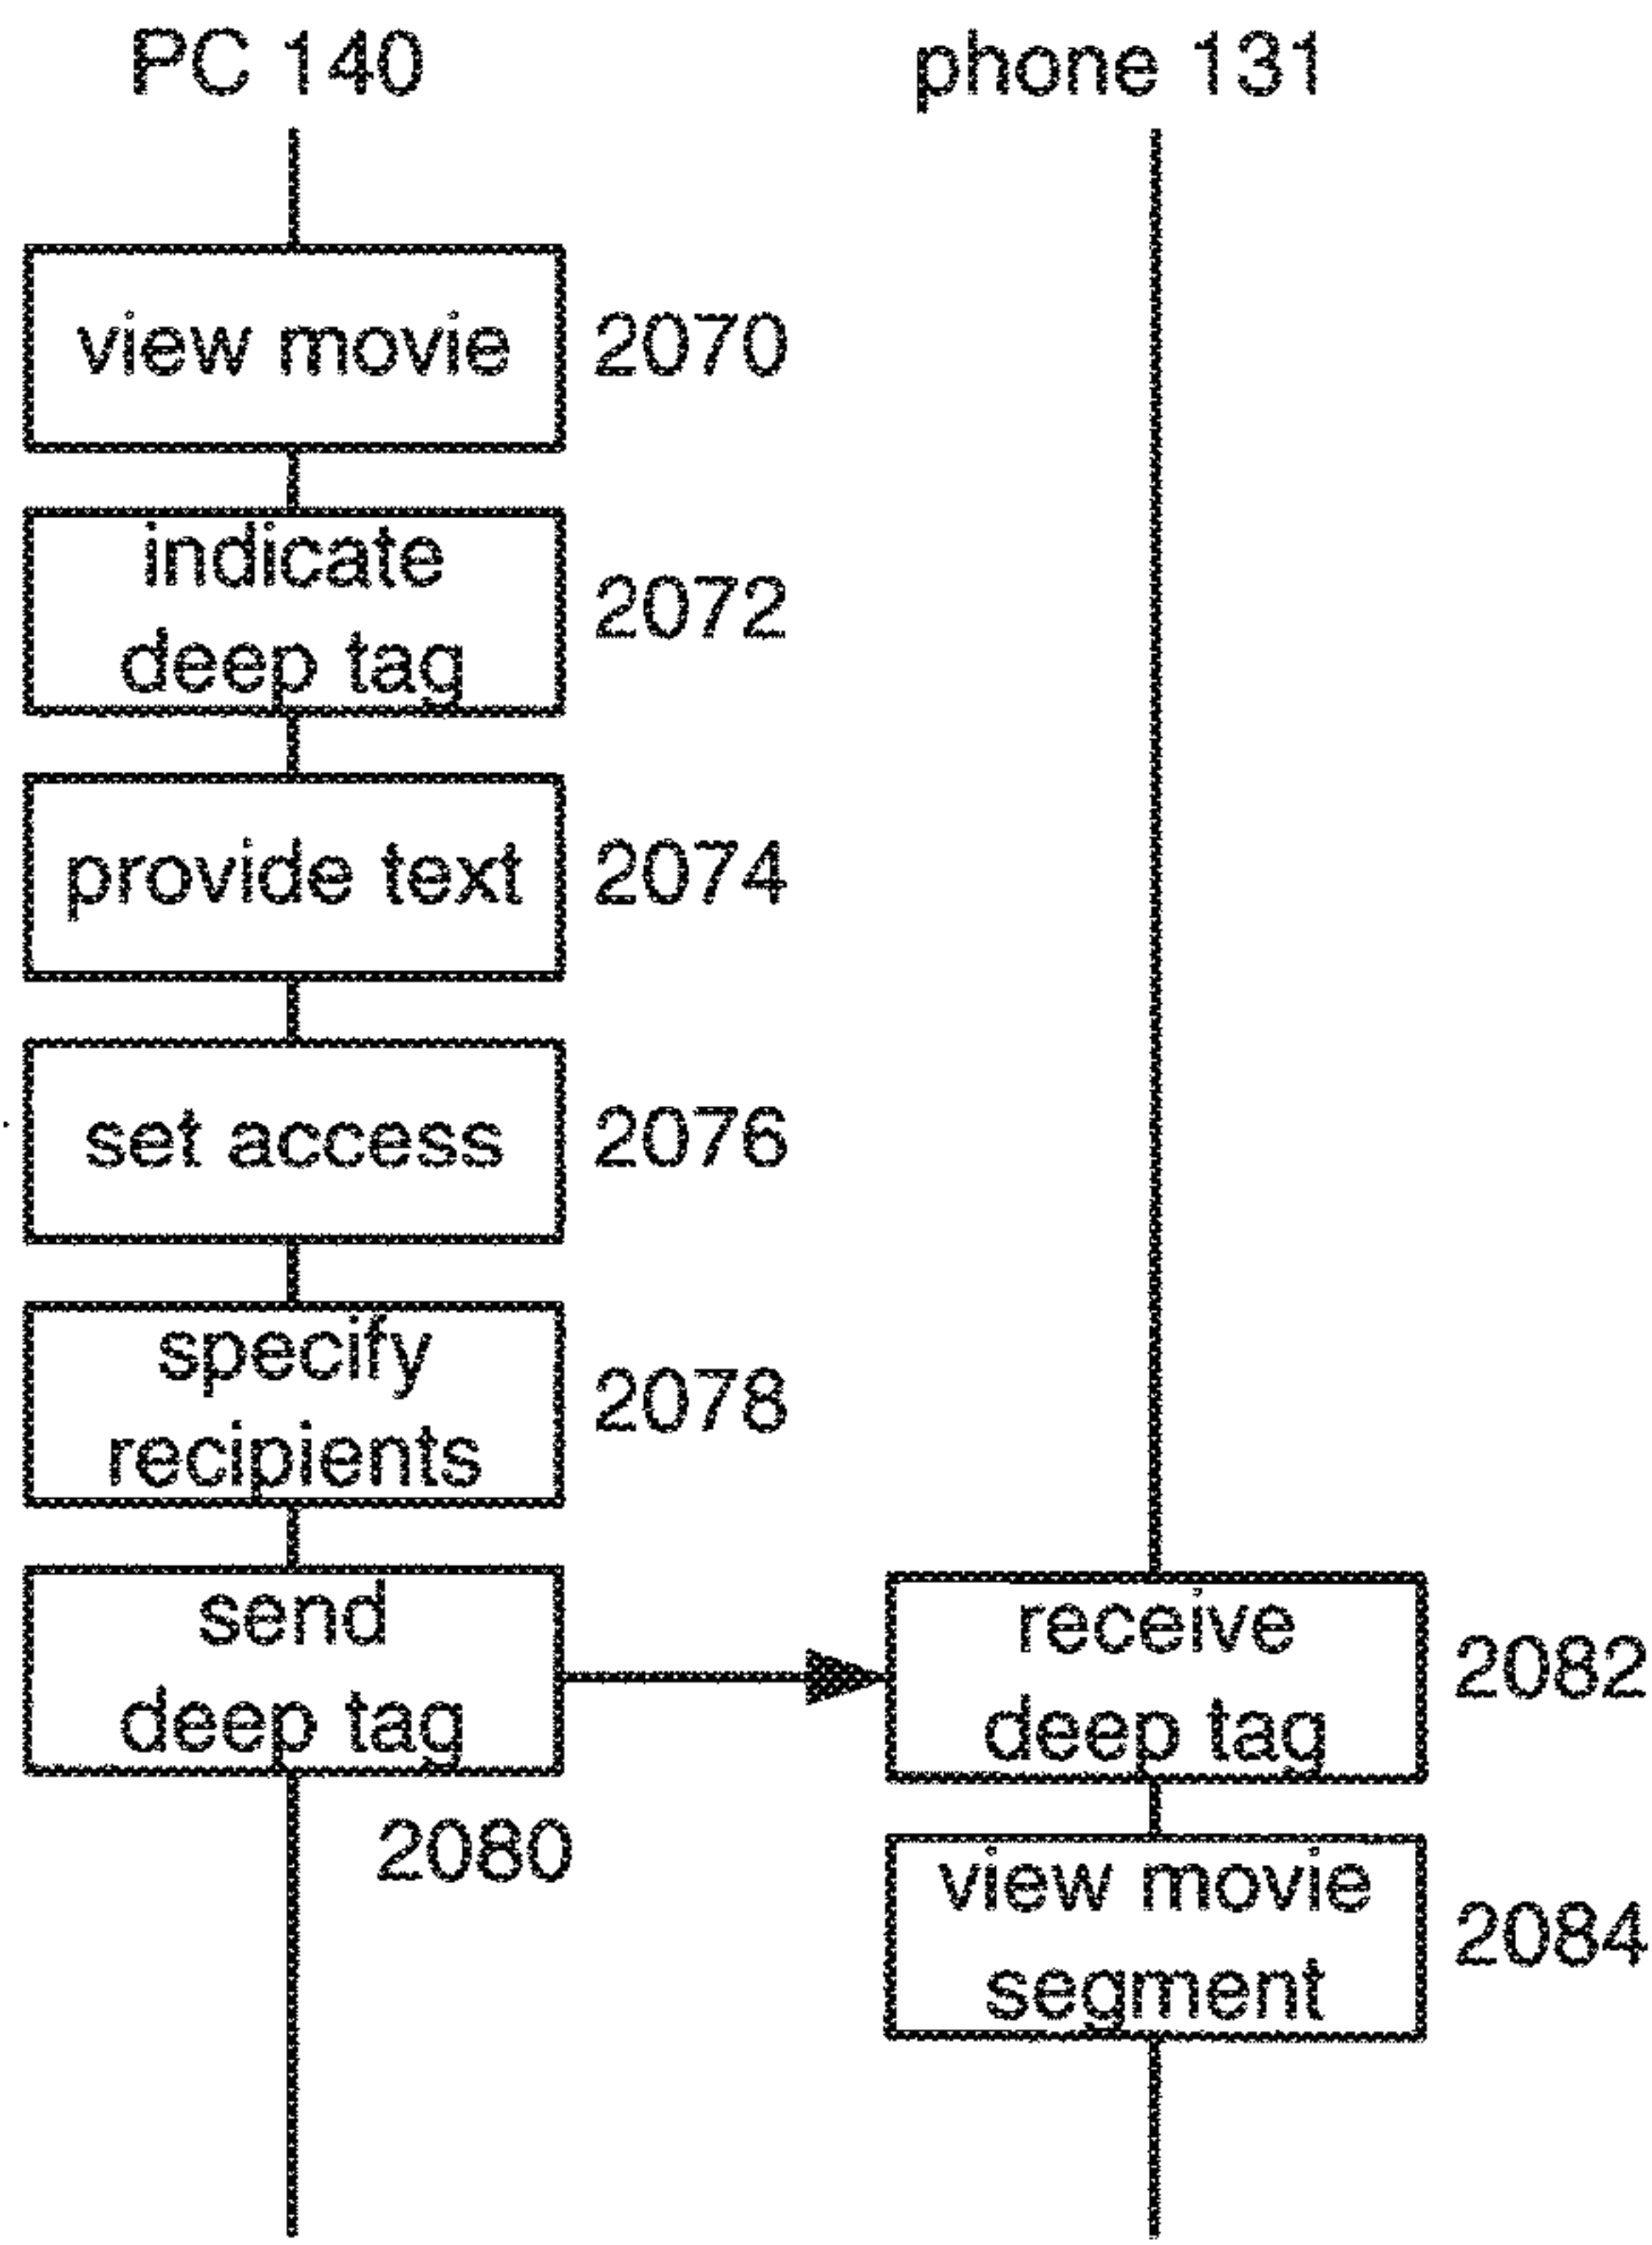 PC 140
phone 131
view movie
2070
indicate
deep tag
2072
provide text
2074
set access
2076
specify
recipients
2078
send
deep tag
2080
receive
deep tag
2082
view movie
segment
2084